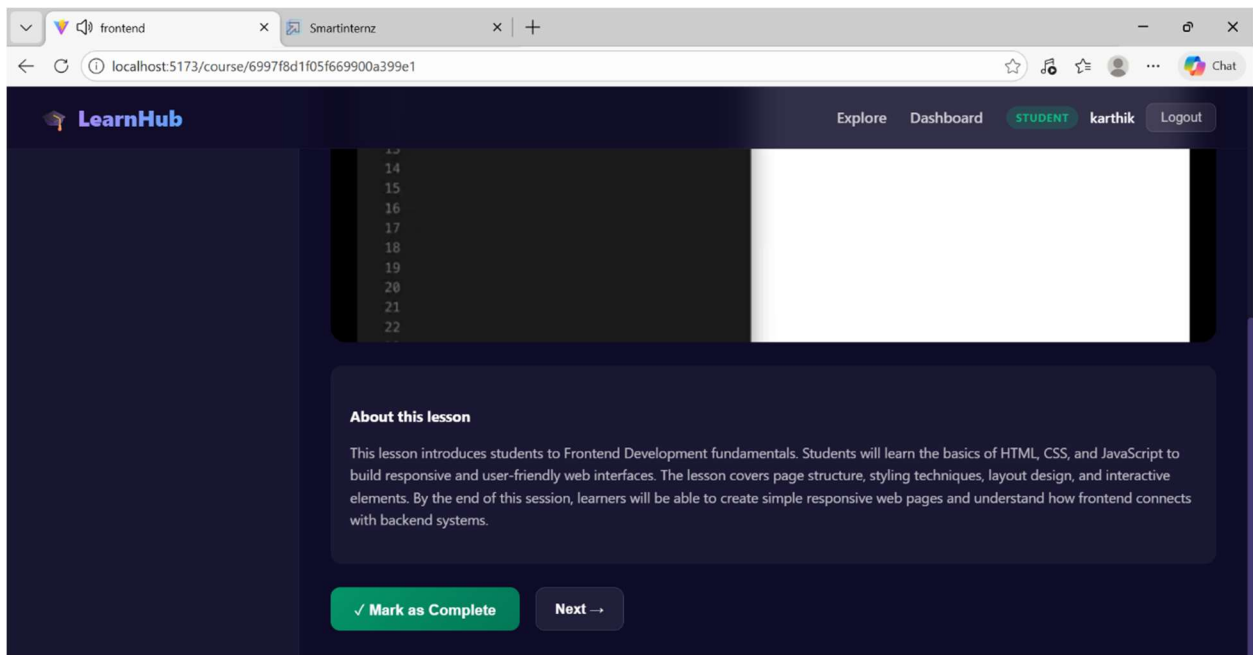 frontend
Smartinternz
localhost:5173/course/6997f8d1f05f669900a399e1
Chat
LearnHub
Explore
Dashboard
STUDENT
karthik
Logout
13
14
15
16
17
18
19
20
21
22
About this lesson
This lesson introduces students to Frontend Development fundamentals. Students will learn the basics of HTML, CSS, and JavaScript to
build responsive and user-friendly web interfaces. The lesson covers page structure, styling techniques, layout design, and interactive
elements. By the end of this session, learners will be able to create simple responsive web pages and understand how frontend connects
with backend systems.
✓ Mark as Complete
Next →